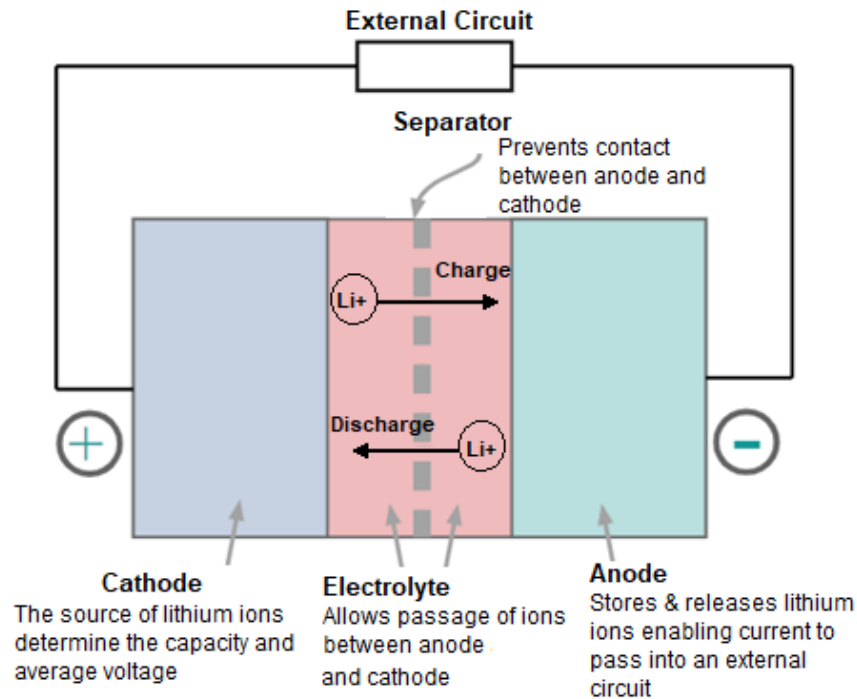 External Circuit
Separator
Prevents contact
between anode and
cathode
Charge
Li+
Discharge
Li+
+
-
Cathode
The source of lithium ions
determine the capacity and
average voltage
Electrolyte
Allows passage of ions
between anode
and cathode
Anode
Stores & releases lithium
ions enabling current to
pass into an external
circuit